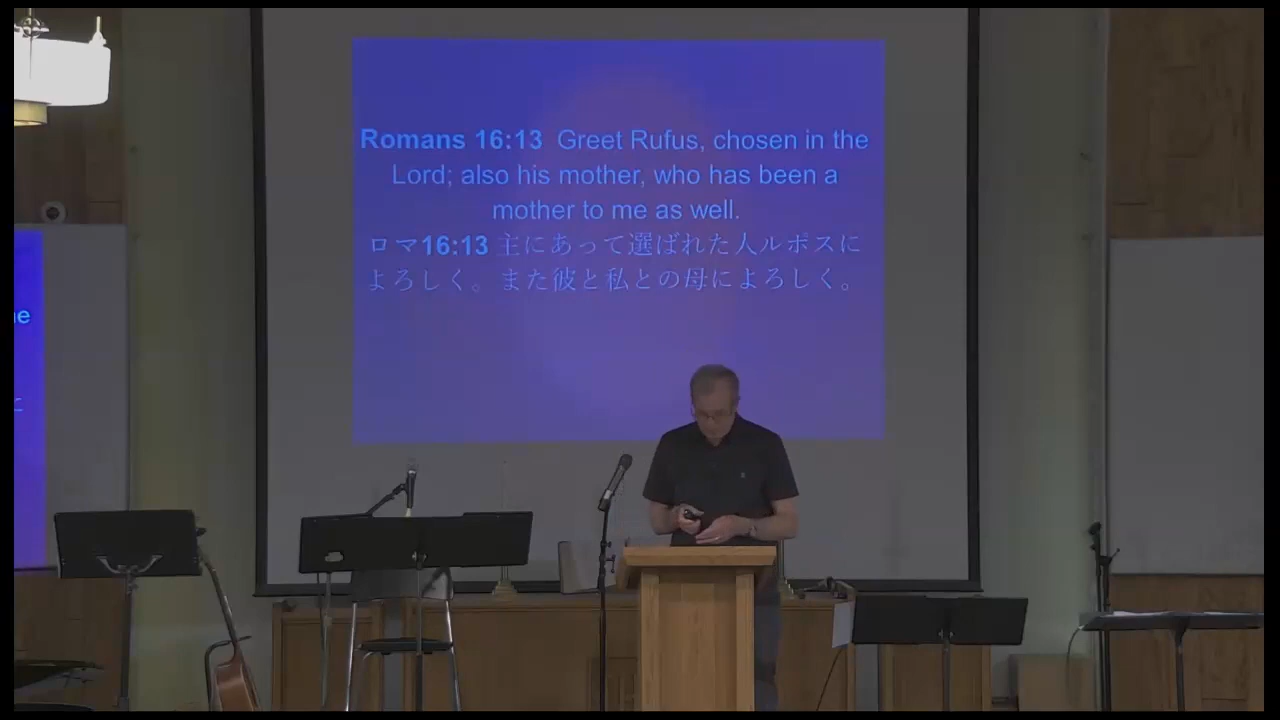 Romans 16:13 Greet Rufus, chosen in the
Lord; also his mother, who has been a
mother to me as well.
ロマ16:13 主にあって選ばれた人ルポスに
よろしく。また彼と私との母によろしく。